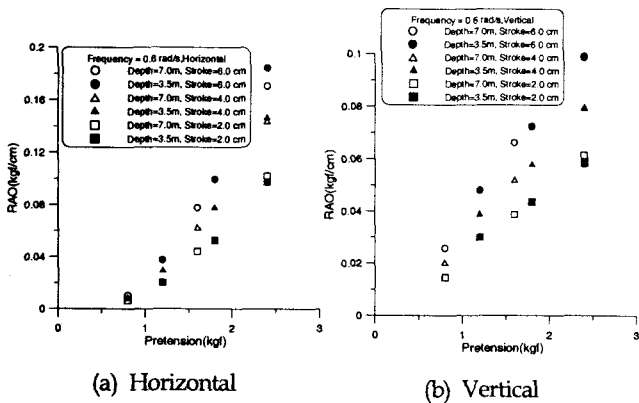 Frequency = 0.6 rad/s,Horizontal
Depth=7.0m, Stroke=6.0 cm
Depth=3.5m, Stroke=6.0 cm
Depth=7.0m, Stroke=4.0 cm
Depth=3.5m, Stroke=4.0 cm
Depth=7.0m, Stroke=2.0 cm
Depth=3.5m, Stroke=2.0 cm
0.2
0.16
0.12
0.08
0.04
0
RAO(kgf/cm)
0 1 2 3
Pretension(kgf)
(a) Horizontal
Frequency = 0.6 rad/s,Vertical
Depth=7.0m, Stroke=6.0 cm
Depth=3.5m, Stroke=6.0 cm
Depth=7.0m, Stroke=4.0 cm
Depth=3.5m, Stroke=4.0 cm
Depth=7.0m, Stroke=2.0 cm
Depth=3.5m, Stroke=2.0 cm
0.1
0.08
0.06
0.04
0.02
0
RAO(kgf/cm)
0 1 2 3
Pretension(kgf)
(b) Vertical